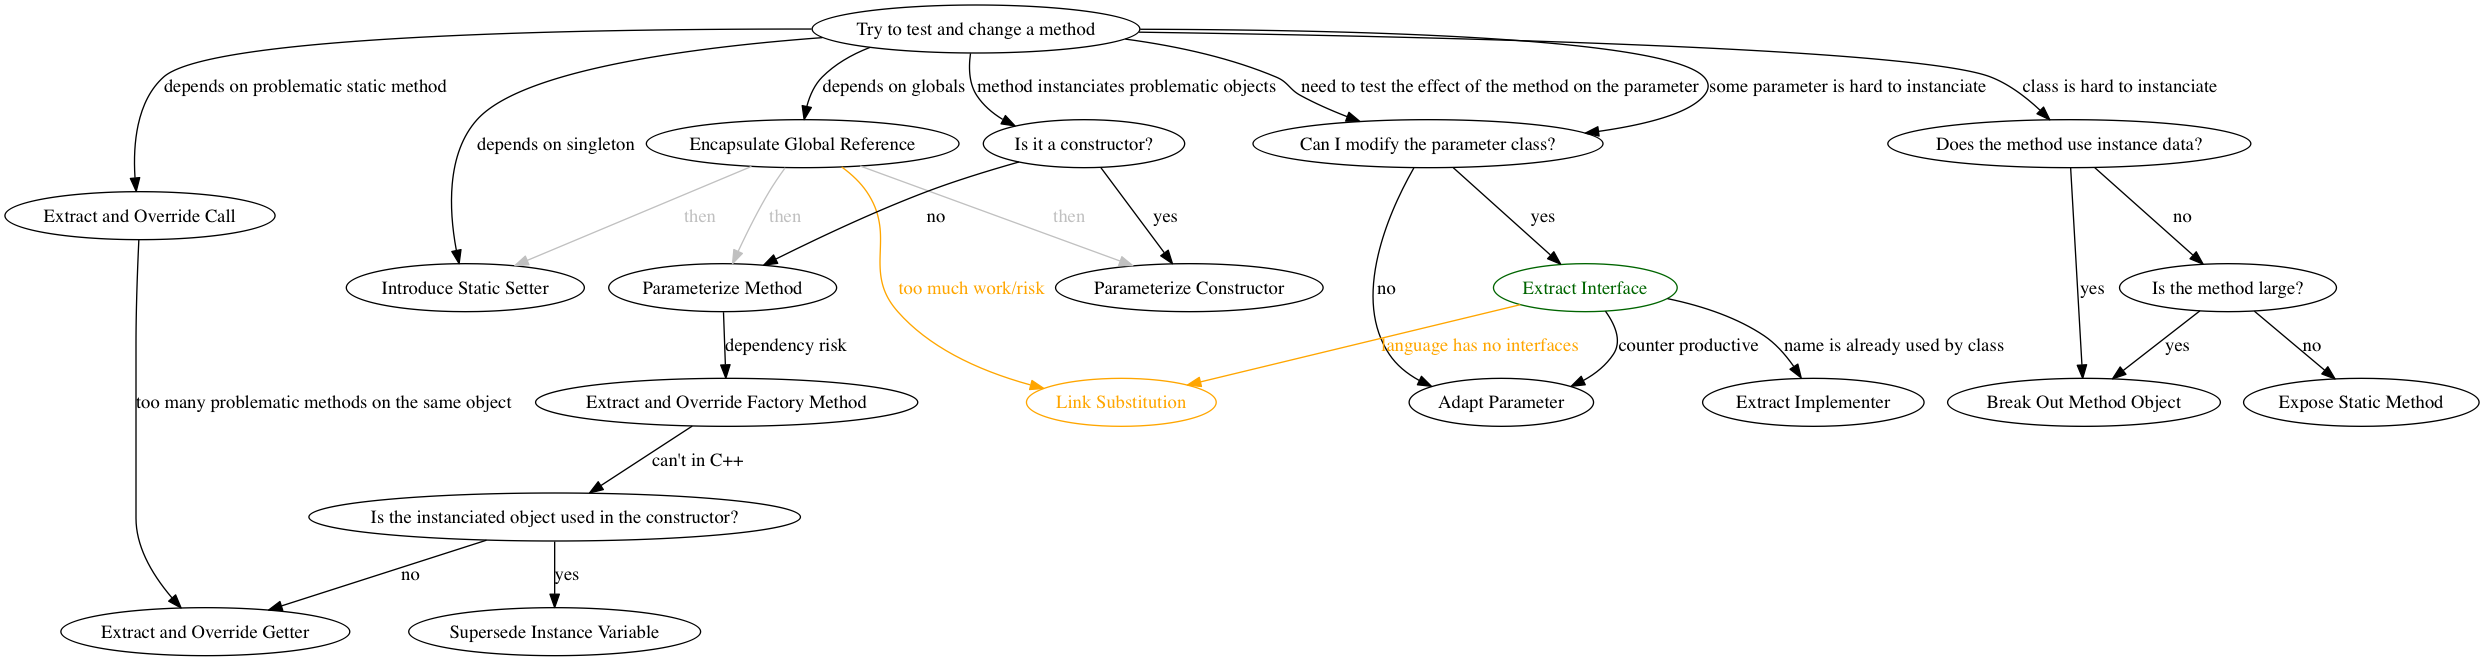 Try to test and change a method
depends on problematic static method
depends on globals
method instanciates problematic objects
need to test the effect of the method on the parameter
some parameter is hard to instanciate
class is hard to instanciate
depends on singleton
Encapsulate Global Reference
Is it a constructor?
Can I modify the parameter class?
Does the method use instance data?
Extract and Override Call
then
then
no
then
yes
yes
no
Introduce Static Setter
Parameterize Method
too much work/risk
Parameterize Constructor
no
Extract Interface
yes
Is the method large?
dependency risk
language has no interfaces
counter productive
name is already used by class
yes
no
too many problematic methods on the same object
Extract and Override Factory Method
Link Substitution
Adapt Parameter
Extract Implementer
Break Out Method Object
Expose Static Method
can't in C++
Is the instanciated object used in the constructor?
no
yes
Extract and Override Getter
Supersede Instance Variable